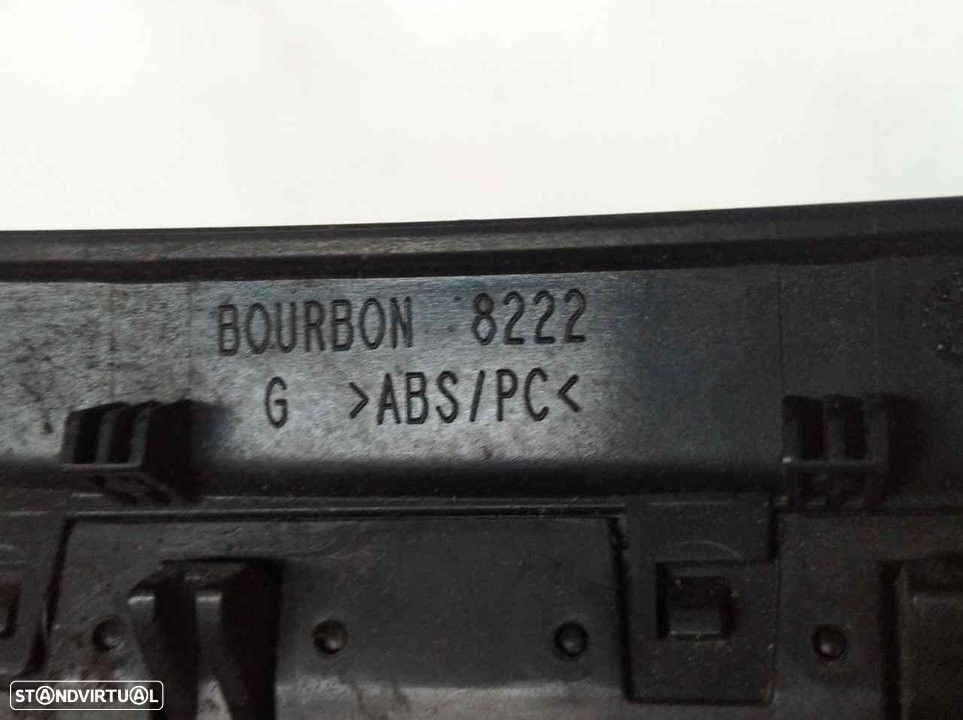 BOURBON 8222
G >ABS/PC<
STANDVIRTUAL